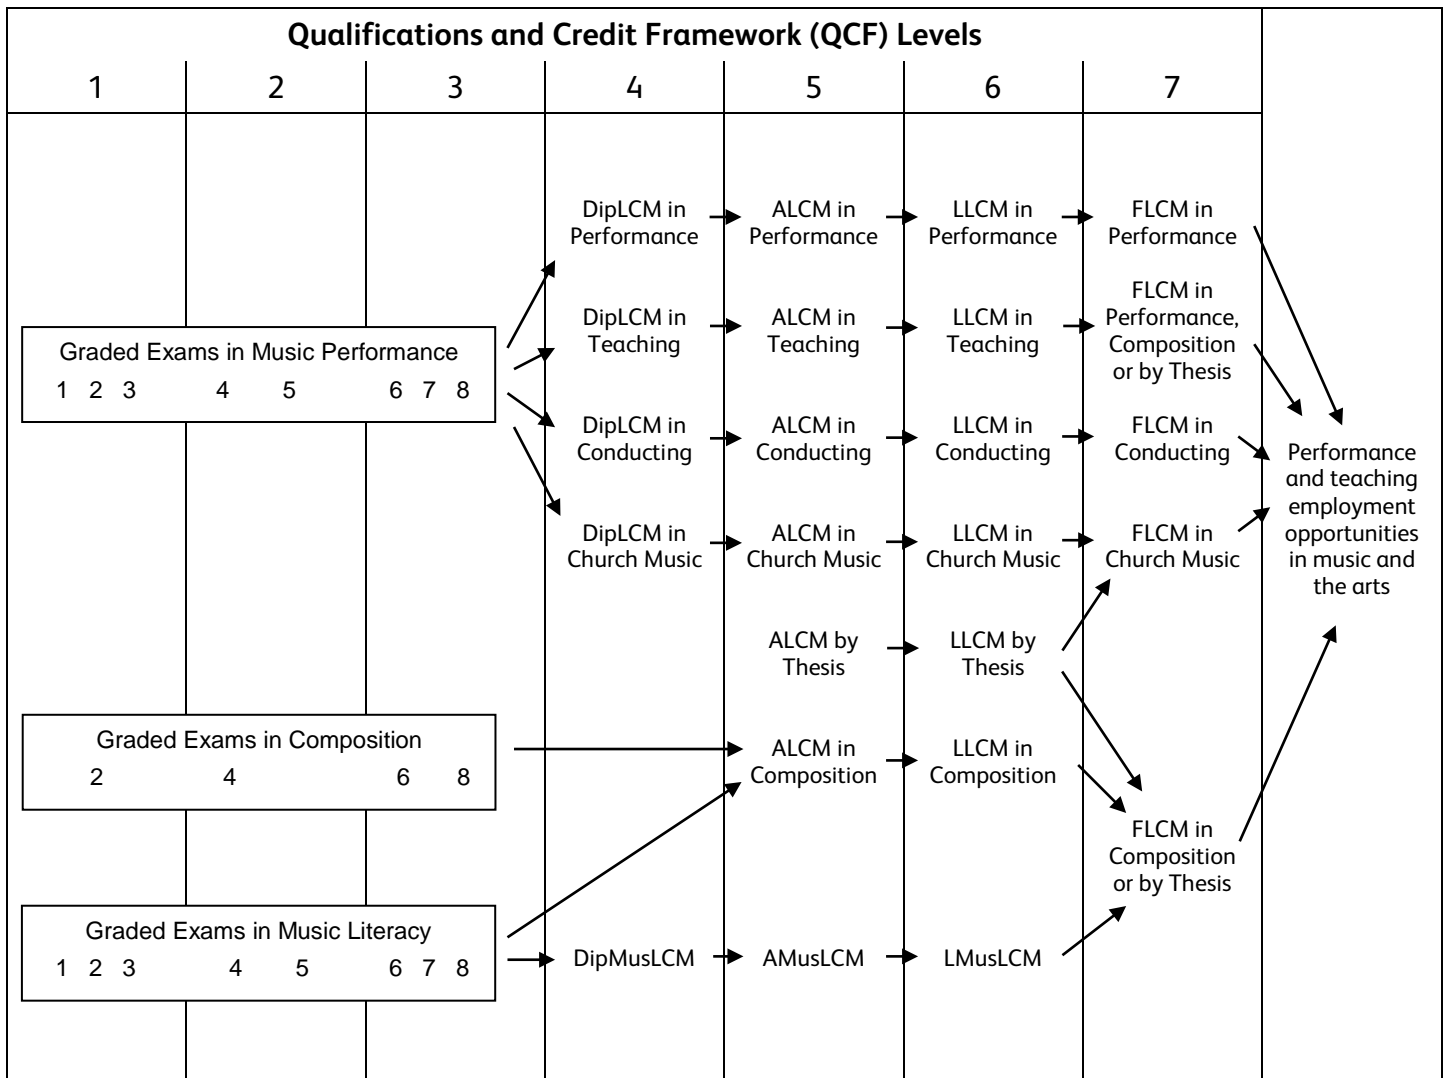 Qualifications and Credit Framework (QCF) Levels
1 2 3 4 5 6 7
DipLCM in
Performance
ALCM in
Performance
LLCM in
Performance
FLCM in
Performance
Graded Exams in Music Performance
1 2 3 4 5 6 7 8
DipLCM in
Teaching
ALCM in
Teaching
LLCM in
Teaching
FLCM in
Performance,
Composition
or by Thesis
DipLCM in
Conducting
ALCM in
Conducting
LLCM in
Conducting
FLCM in
Conducting
Performance
and teaching
employment
opportunities
in music and
the arts
DipLCM in
Church Music
ALCM in
Church Music
LLCM in
Church Music
FLCM in
Church Music
ALCM by
Thesis
LLCM by
Thesis
Graded Exams in Composition
2 4 6 8
ALCM in
Composition
LLCM in
Composition
FLCM in
Composition
or by Thesis
Graded Exams in Music Literacy
1 2 3 4 5 6 7 8
DipMusLCM
AMusLCM
LMusLCM